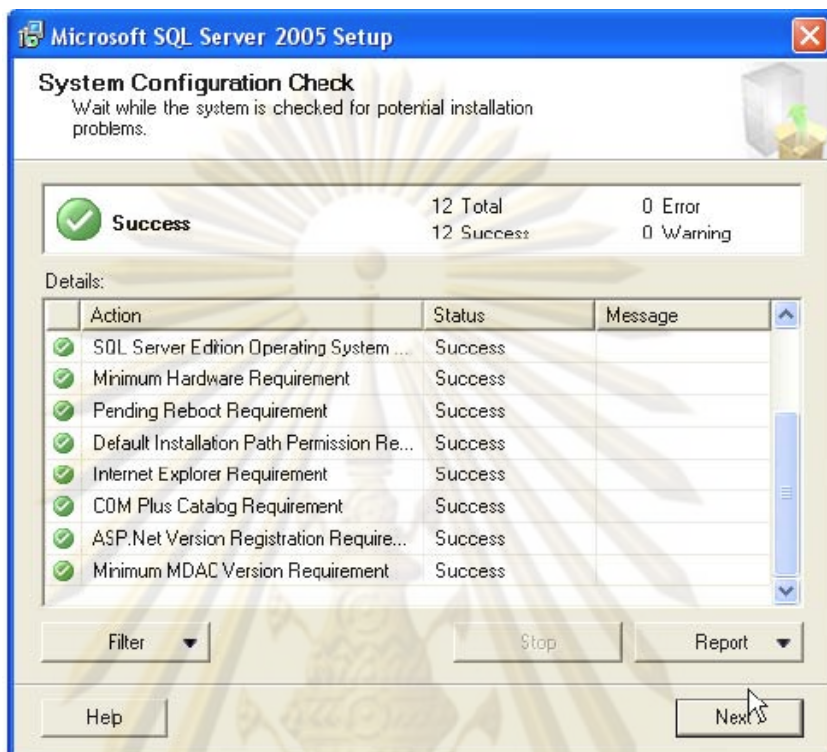 Microsoft SQL Server 2005 Setup
System Configuration Check
Wait while the system is checked for potential installation
problems.
Success
12 Total
0 Error
12 Success
0 Warning
Details:
Action Status Message
SQL Server Edition Operating System ... Success
Minimum Hardware Requirement Success
Pending Reboot Requirement Success
Default Installation Path Permission Re... Success
Internet Explorer Requirement Success
COM Plus Catalog Requirement Success
ASP.Net Version Registration Require... Success
Minimum MDAC Version Requirement Success
Filter Stop Report
Help Next